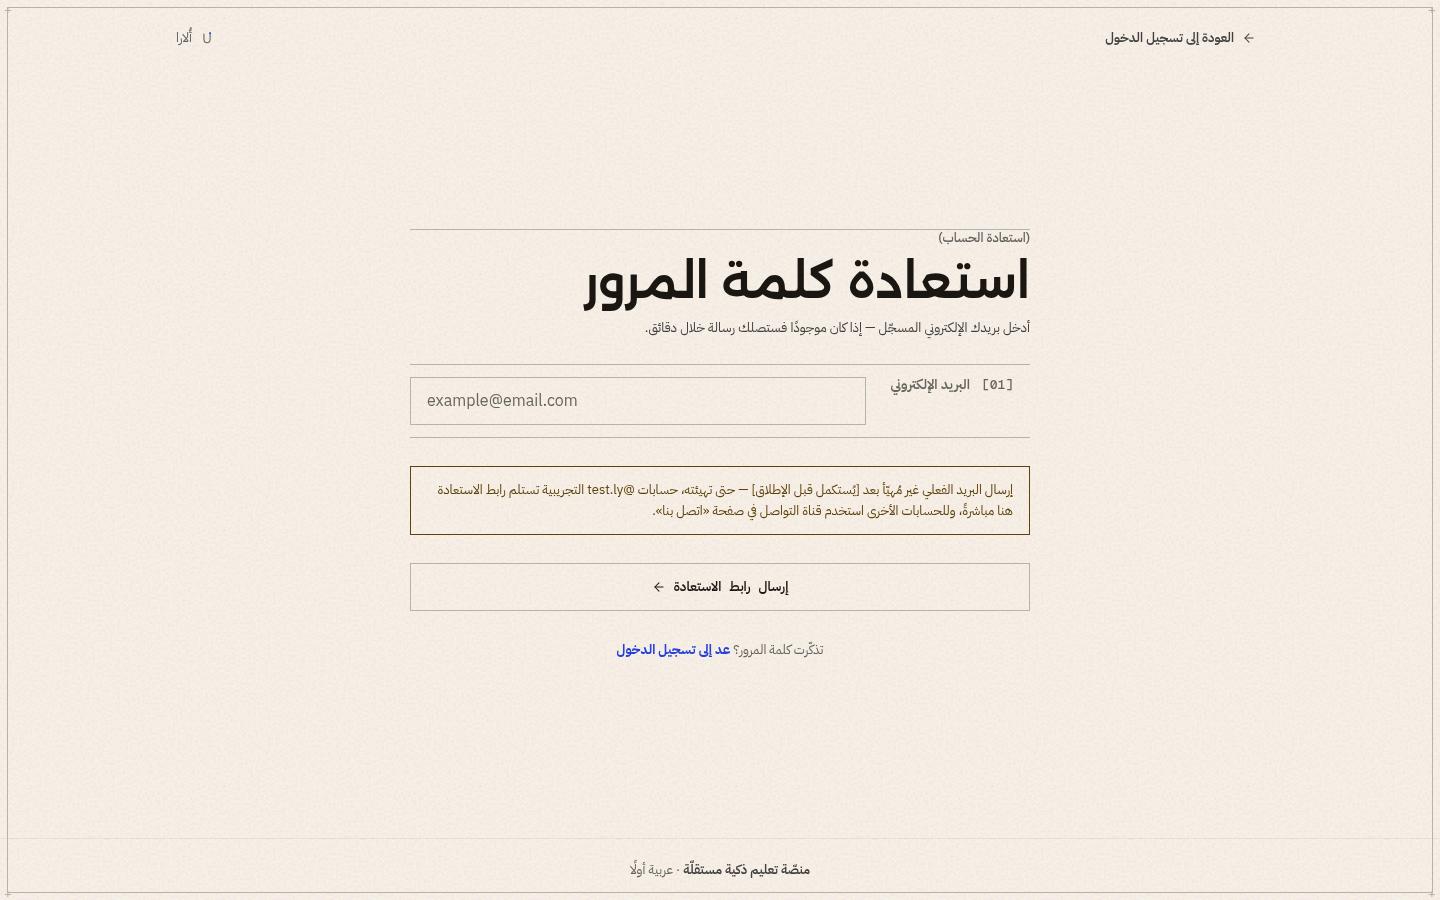 ← العودة إلى تسجيل الدخول
أُلارا
(استعادة الحساب)
استعادة كلمة المرور
أدخل بريدك الإلكتروني المسجّل — إذا كان موجودًا فستصلك رسالة خلال دقائق.
[01] البريد الإلكتروني
example@email.com
إرسال البريد الفعلي غير مُهيّأ بعد [يُستكمل قبل الإطلاق] — حتى تهيئته، حسابات @test.ly التجريبية تستلم رابط الاستعادة
هنا مباشرةً، وللحسابات الأخرى استخدم قناة التواصل في صفحة «اتصل بنا».
إرسال رابط الاستعادة ←
تذكّرت كلمة المرور؟ عد إلى تسجيل الدخول
منصّة تعليم ذكية مستقلّة · عربية أولًا